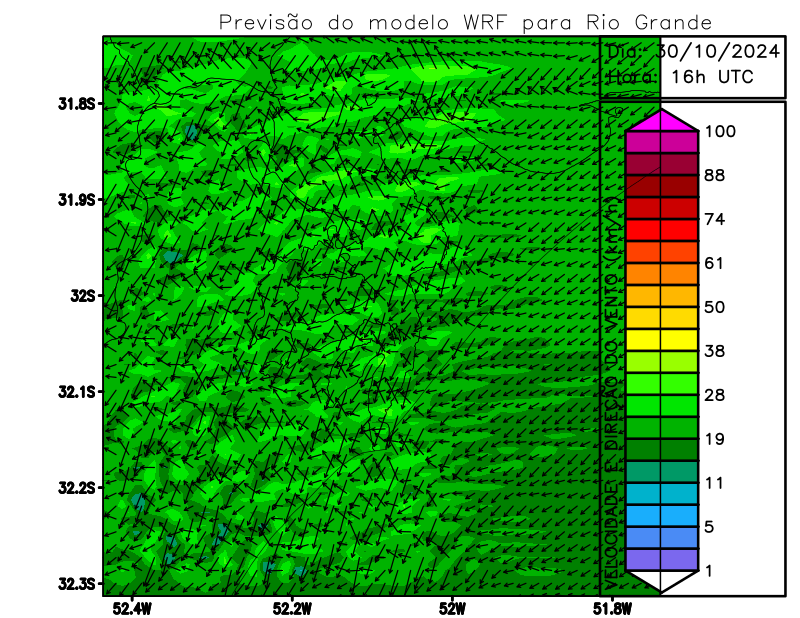 Previsão do modelo WRF para Rio Grande
Dia: 30/10/2024
Hora: 16h UTC
31.8S
31.9S
32S
32.1S
32.2S
32.3S
52.4W
52.2W
52W
51.8W
VELOCIDADE E DIREÇÃO DO VENTO (km/h)
100
88
74
61
50
38
28
19
11
5
1